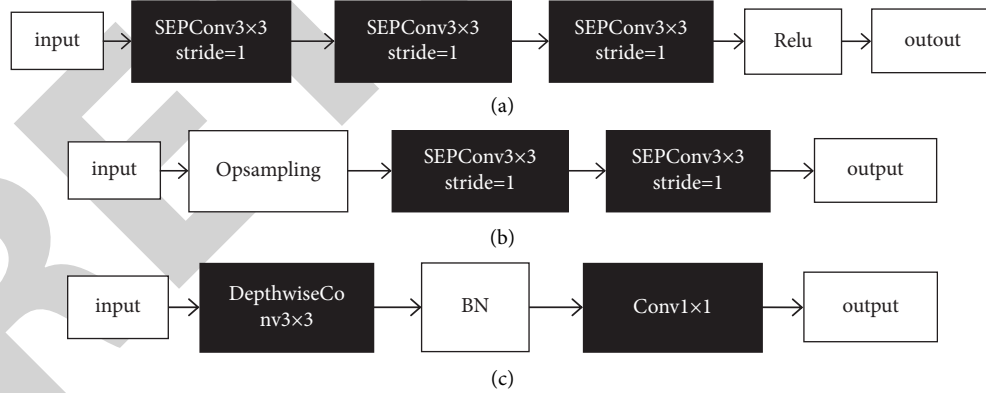 input
SEPConv3×3
stride=1
SEPConv3×3
stride=1
SEPConv3×3
stride=1
Relu
outout
(a)
input
Opsampling
SEPConv3×3
stride=1
SEPConv3×3
stride=1
output
(b)
input
DepthwiseCo
nv3×3
BN
Conv1×1
output
(c)